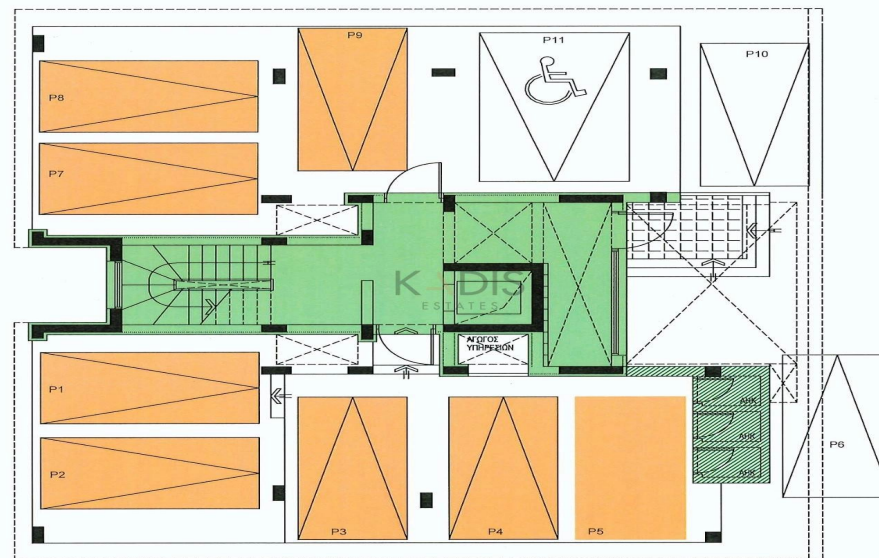 P9
P11
P10
P8
P7
K DIS
ESTATES
ΑΓΩΓΟΣ
ΥΠΗΡΕΣΙΩΝ
P1
ΑΗΚ
ΑΗΚ
ΑΗΚ
P6
P2
P3
P4
P5